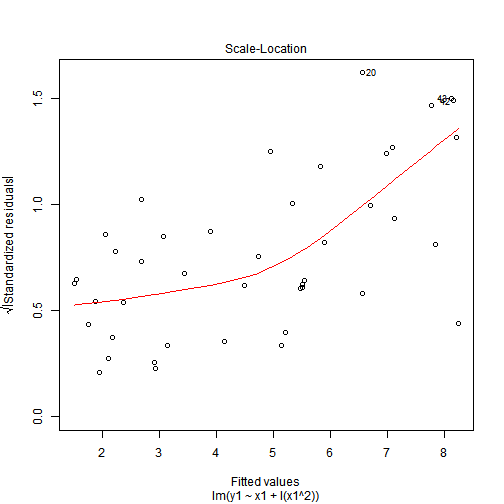 Scale-Location
√|Standardized residuals|
1.5
1.0
0.5
0.0
20
42
2 3 4 5 6 7 8
Fitted values
lm(y1 ~ x1 + I(x1^2))